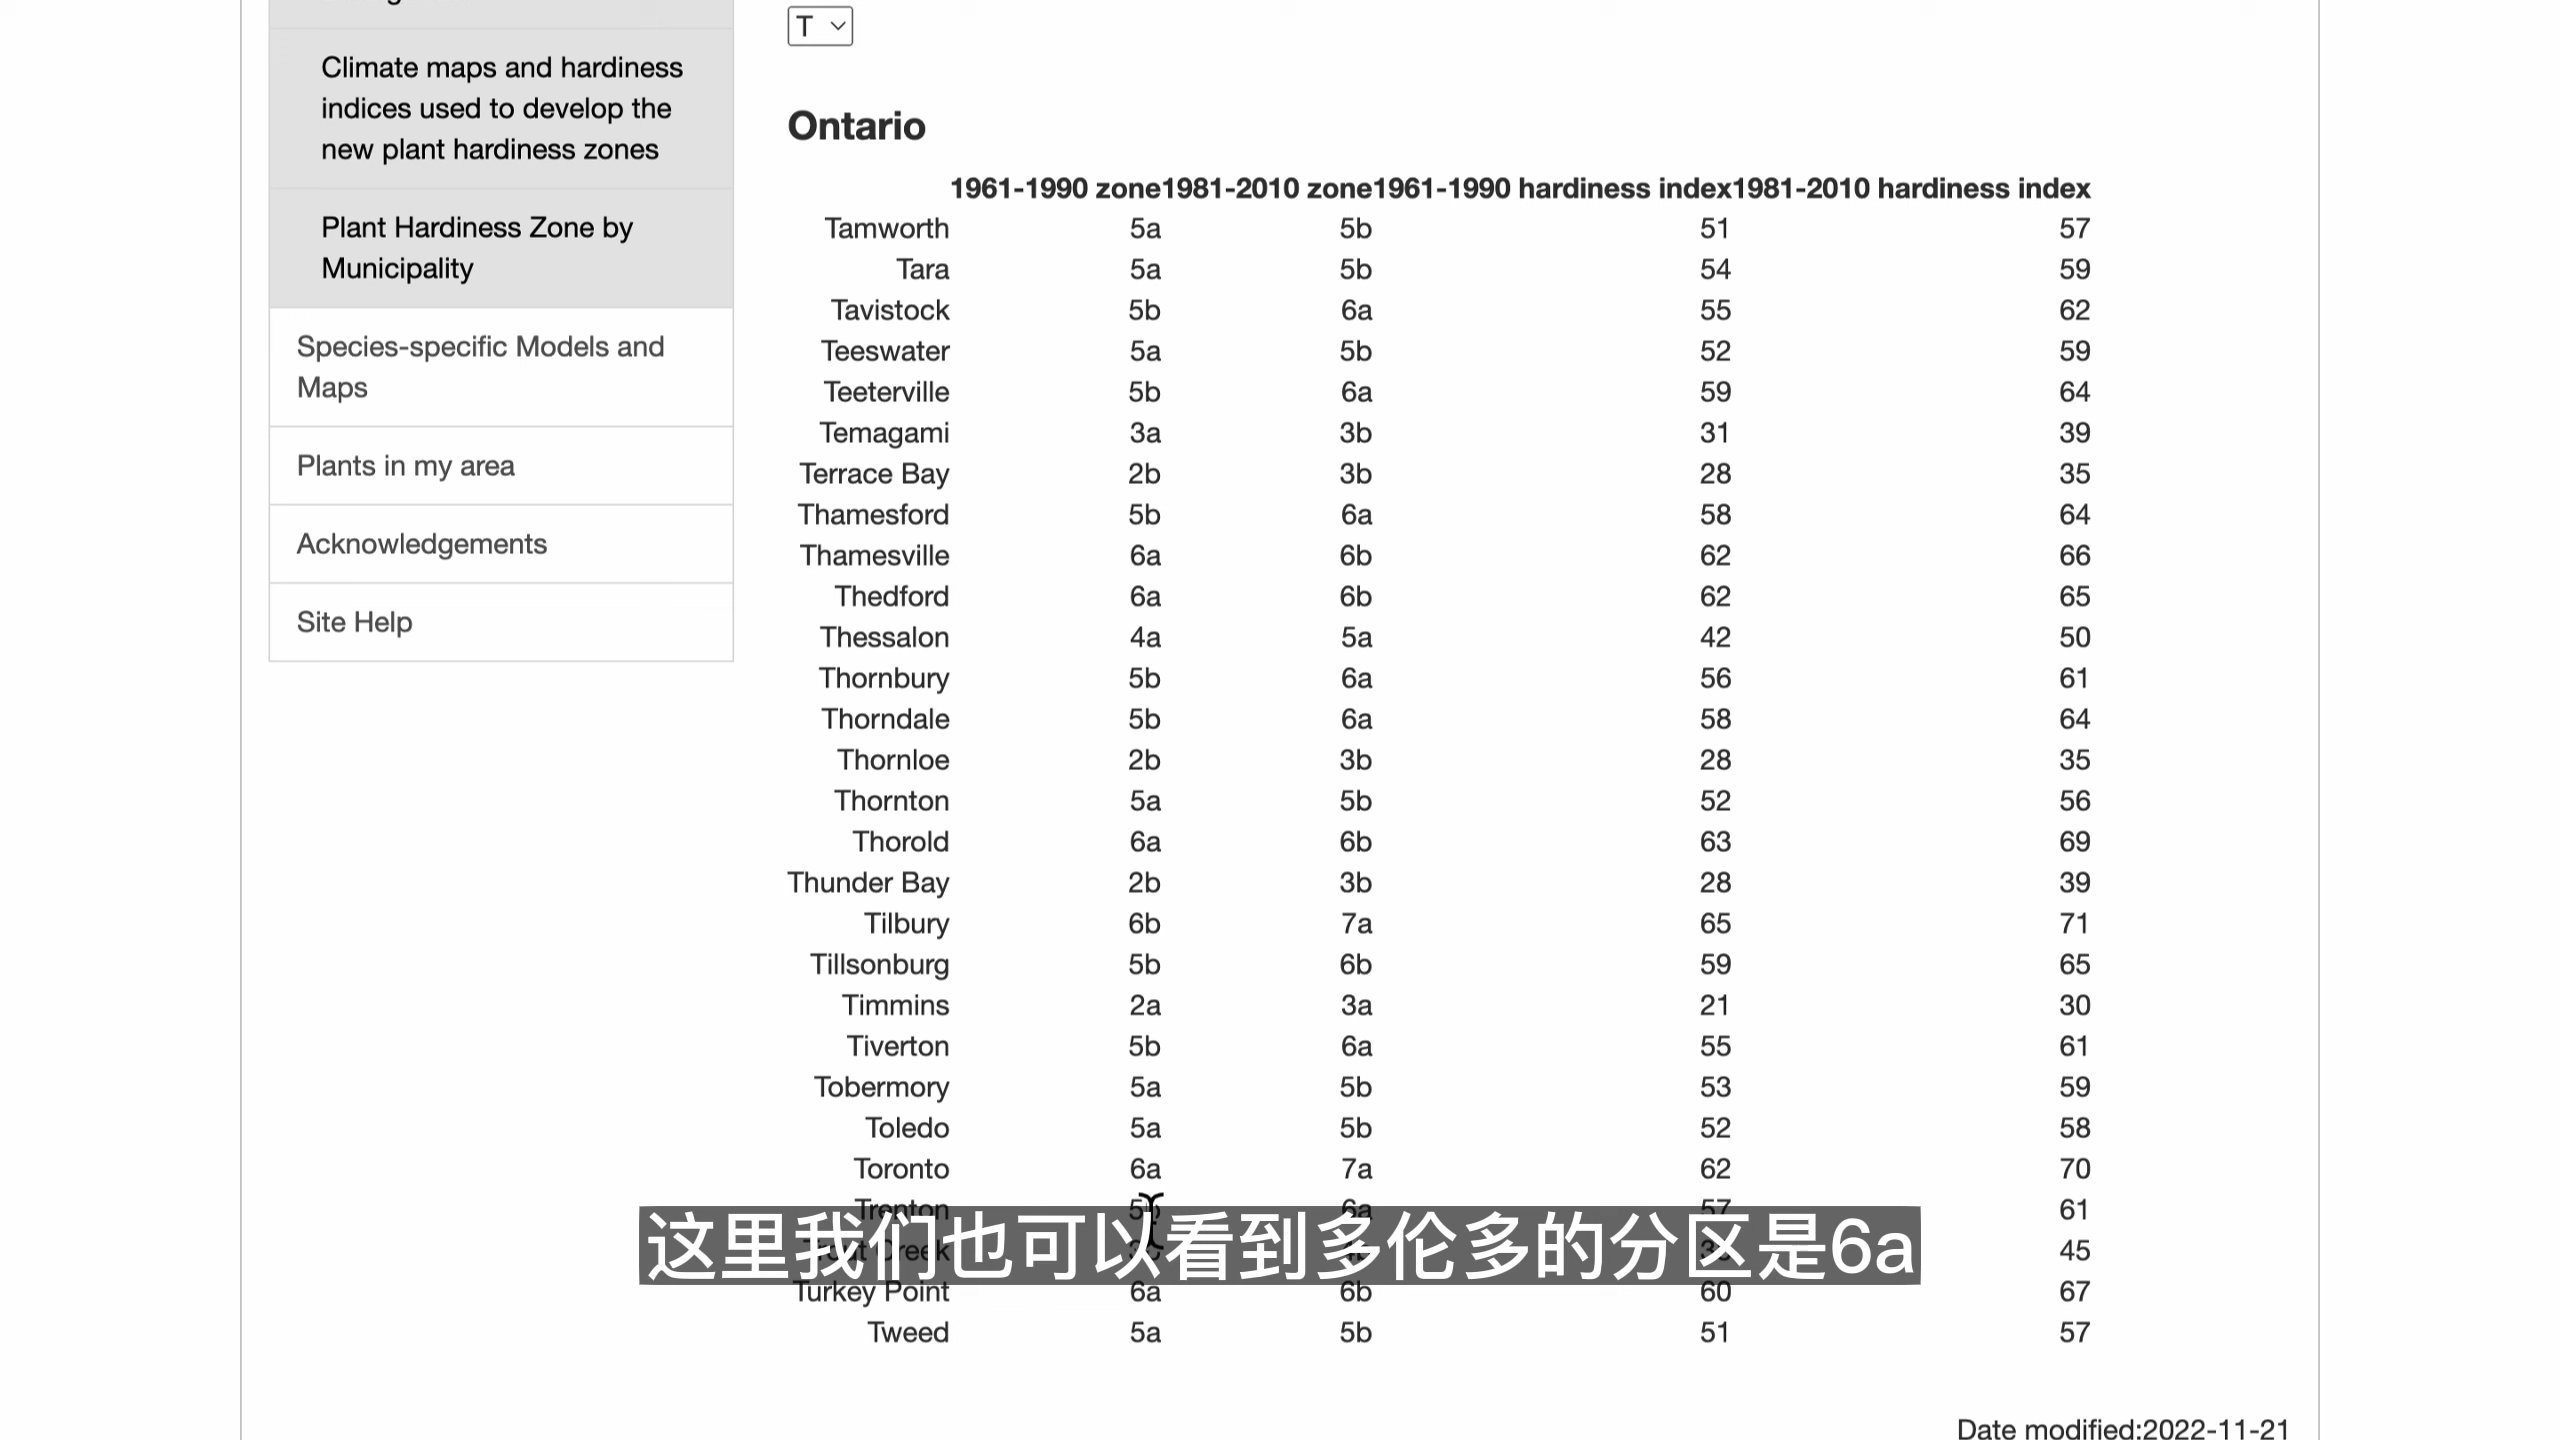 T
Climate maps and hardiness
indices used to develop the
new plant hardiness zones
Plant Hardiness Zone by
Municipality
Species-specific Models and
Maps
Plants in my area
Acknowledgements
Site Help
Ontario
1961-1990 zone 1981-2010 zone 1961-1990 hardiness index 1981-2010 hardiness index
Tamworth 5a 5b 51 57
Tara 5a 5b 54 59
Tavistock 5b 6a 55 62
Teeswater 5a 5b 52 59
Teeterville 5b 6a 59 64
Temagami 3a 3b 31 39
Terrace Bay 2b 3b 28 35
Thamesford 5b 6a 58 64
Thamesville 6a 6b 62 66
Thedford 6a 6b 62 65
Thessalon 4a 5a 42 50
Thornbury 5b 6a 56 61
Thorndale 5b 6a 58 64
Thornloe 2b 3b 28 35
Thornton 5a 5b 52 56
Thorold 6a 6b 63 69
Thunder Bay 2b 3b 28 39
Tilbury 6b 7a 65 71
Tillsonburg 5b 6b 59 65
Timmins 2a 3a 21 30
Tiverton 5b 6a 55 61
Tobermory 5a 5b 53 59
Toledo 5a 5b 52 58
Toronto 6a 7a 62 70
Trenton 6a 57 61
这里我们也可以看到多伦多的分区是6a
Creek 45
Turkey Point 6a 6b 60 67
Tweed 5a 5b 51 57
Date modified:2022-11-21